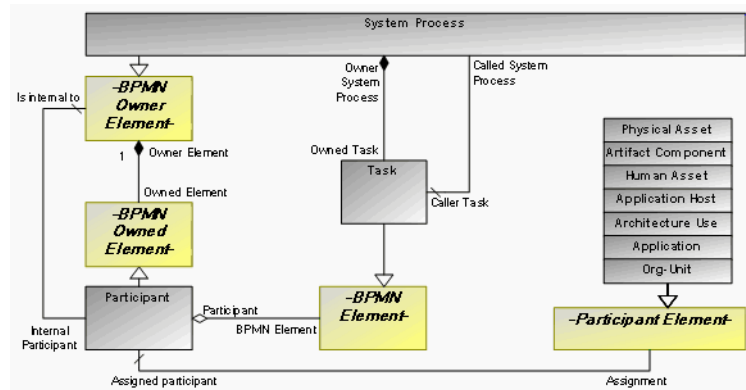 System Process
Owner
System
Process
Called System
Process
Is internal to
-BPMN
Owner
Element-
1
Owner Element
Owned Element
Owned Task
Task
Caller Task
Physical Asset
Artifact Component
Human Asset
Application Host
Architecture Use
Application
Org-Unit
-BPMN
Owned
Element-
Participant
Participant
BPMN Element
-BPMN
Element-
-Participant Element-
Internal
Participant
Assigned participant
Assignment